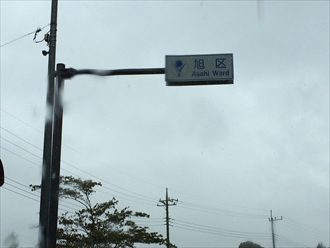 旭区
Asahi Ward